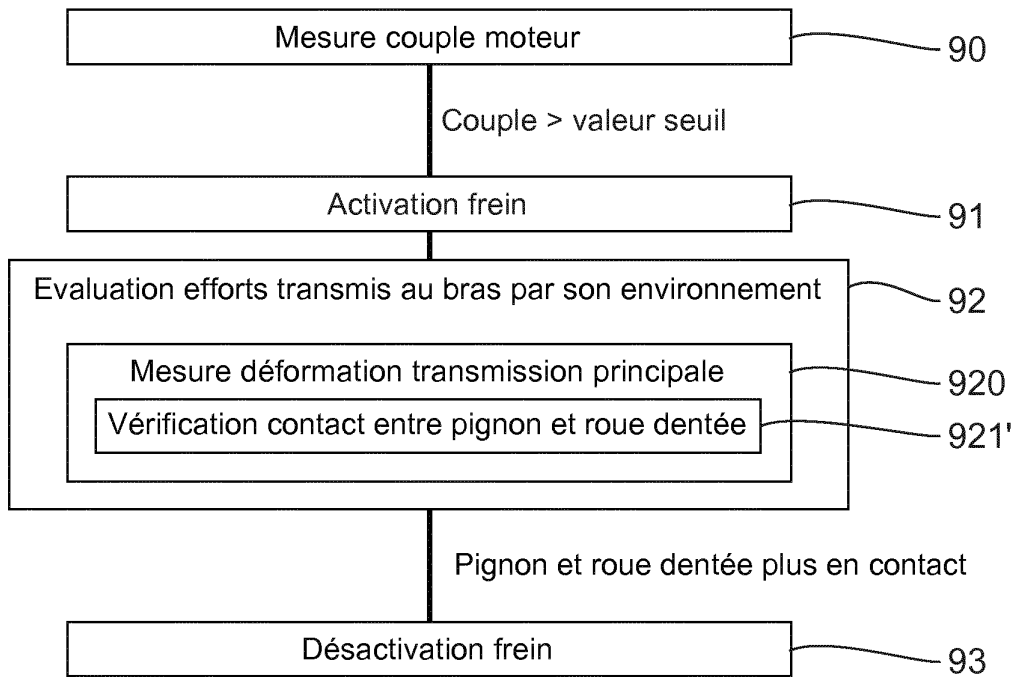 Mesure couple moteur
90
Couple > valeur seuil
Activation frein
91
Evaluation efforts transmis au bras par son environnement
92
Mesure déformation transmission principale
920
Vérification contact entre pignon et roue dentée
921'
Pignon et roue dentée plus en contact
Désactivation frein
93